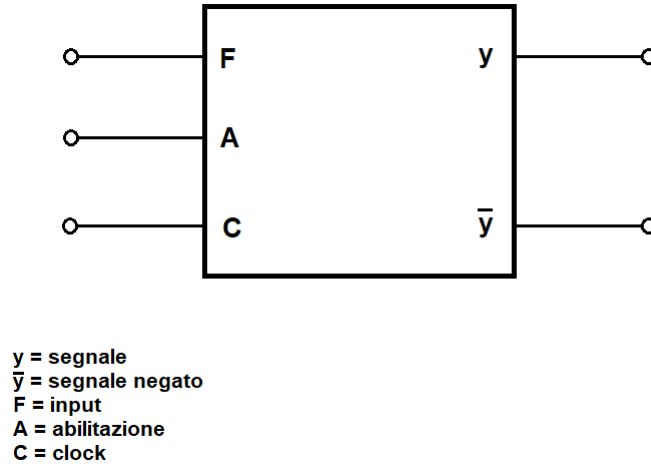 F y
A
C y̅
y = segnale
y̅ = segnale negato
F = input
A = abilitazione
C = clock